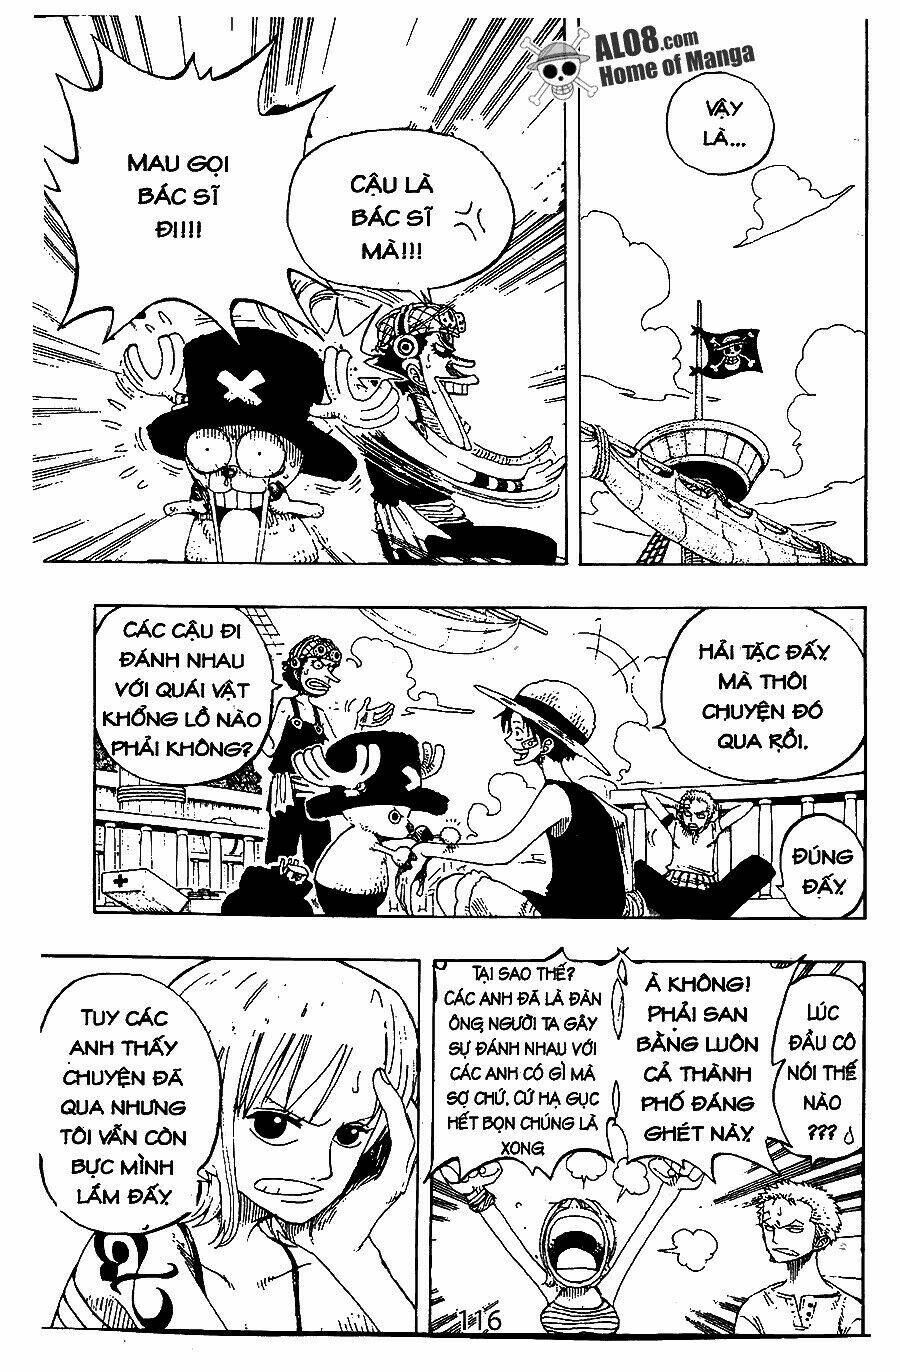 ALO8.com
Home of Manga
VẬY
LÀ...
CẬU LÀ
BÁC SĨ
MÀ!!!
MAU GỌI
BÁC SĨ
ĐI!!!!
HẢI TẶC ĐẤY.
MÀ THÔI
CHUYỆN ĐÓ
QUA RỒI.
ĐÚNG
ĐẤY.
CÁC CẬU ĐI
ĐÁNH NHAU
VỚI QUÁI VẬT
KHỔNG LỒ NÀO
PHẢI KHÔNG?
LÚC
ĐẦU CÔ
NÓI THẾ
NÀO
???
À KHÔNG!
PHẢI SAN
BẰNG LUÔN
CẢ THÀNH
PHỐ ĐÁNG
GHÉT NÀY.
TẠI SAO THẾ?
CÁC ANH ĐÃ LÀ ĐÀN
ÔNG, NGƯỜI TA GÂY
SỰ ĐÁNH NHAU VỚI
CÁC ANH CÓ GÌ MÀ
SỢ CHỨ. CỨ HẠ GỤC
HẾT BỌN CHÚNG LÀ
XONG.
TUY CÁC
ANH THẤY
CHUYỆN ĐÃ
QUA NHƯNG
TÔI VẪN CÒN
BỰC MÌNH
LẮM ĐẤY.
116